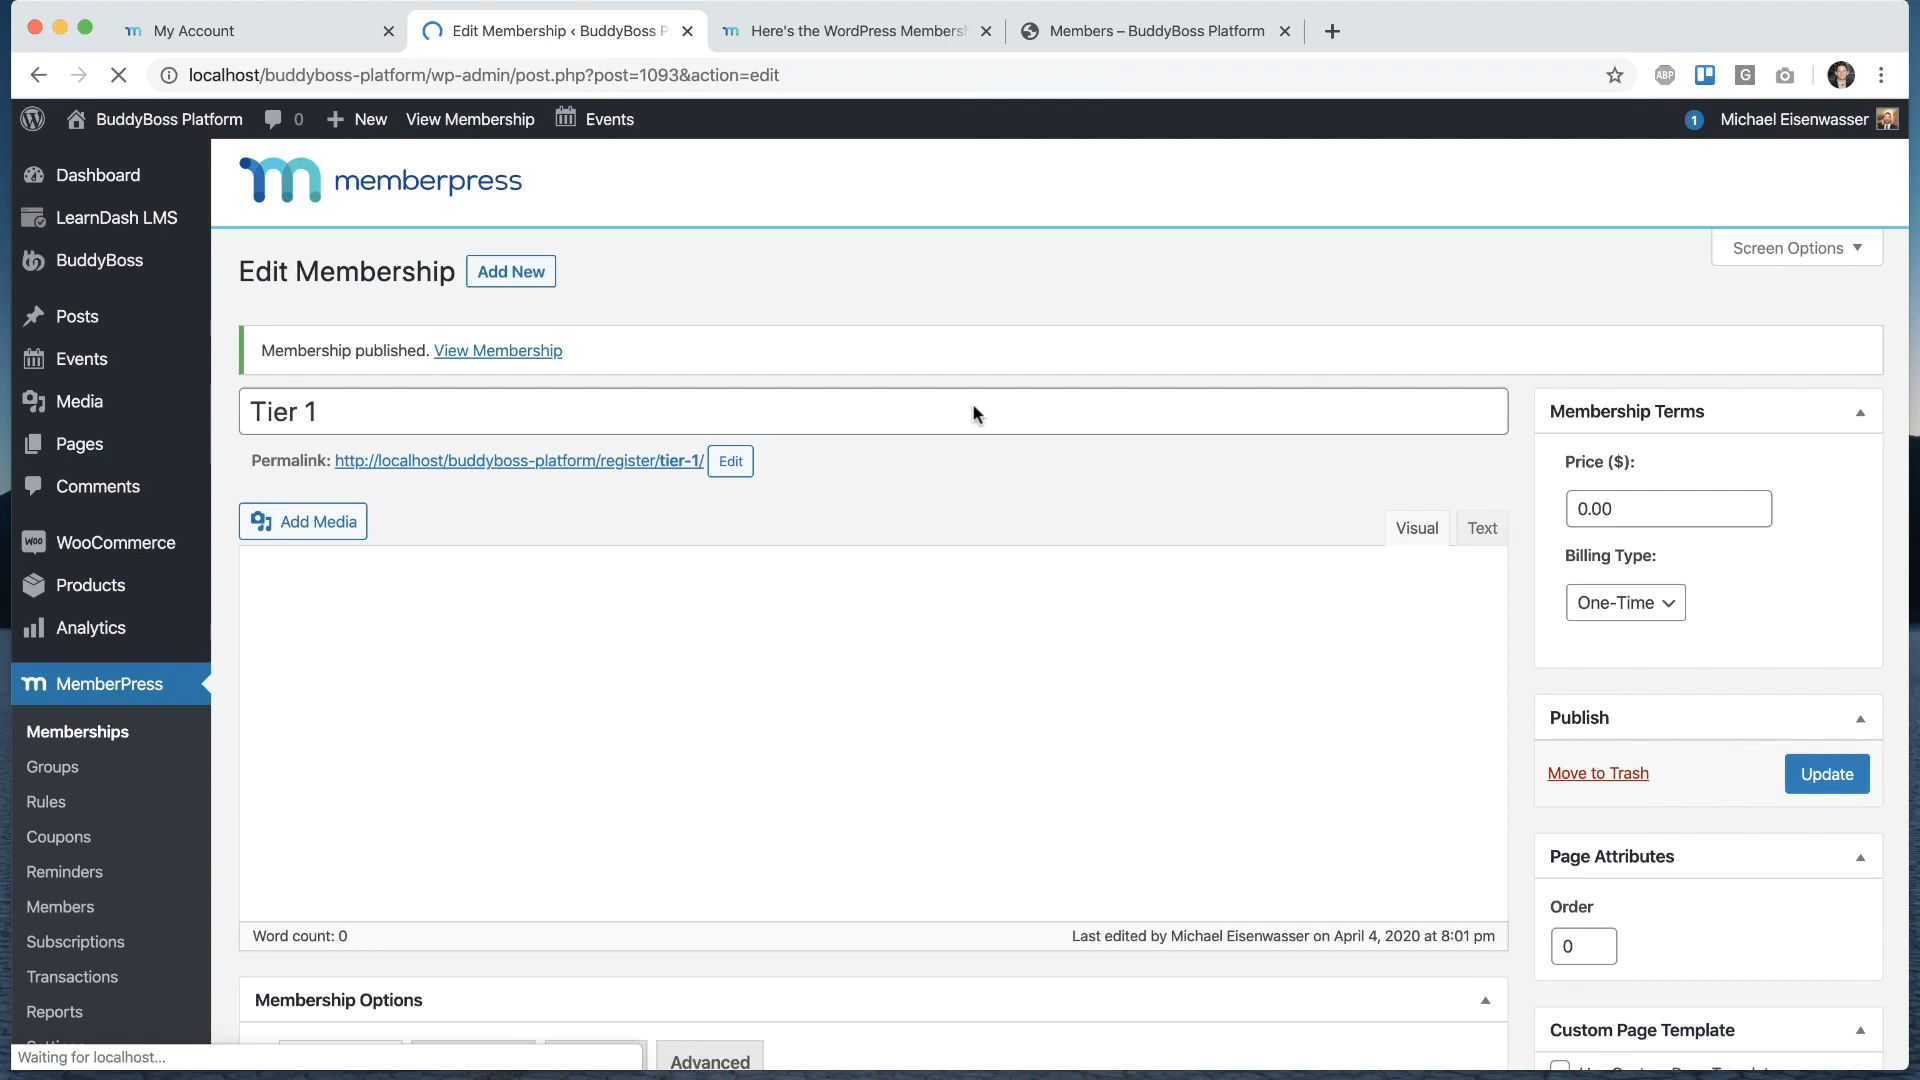 My Account
Edit Membership ‹ BuddyBoss P
Here's the WordPress Membersh
Members – BuddyBoss Platform
localhost/buddyboss-platform/wp-admin/post.php?post=1093&action=edit
ABP
G
BuddyBoss Platform
0
New
View Membership
Events
1
Michael Eisenwasser
Dashboard
LearnDash LMS
BuddyBoss
Posts
Events
Media
Pages
Comments
WooCommerce
Products
Analytics
MemberPress
Memberships
Groups
Rules
Coupons
Reminders
Members
Subscriptions
Transactions
Reports
Waiting for localhost...
memberpress
Screen Options
Edit Membership
Add New
Membership published. View Membership
Tier 1
Permalink: http://localhost/buddyboss-platform/register/tier-1/ Edit
Add Media
Visual
Text
Word count: 0
Last edited by Michael Eisenwasser on April 4, 2020 at 8:01 pm
Membership Options
Advanced
Membership Terms
Price ($):
0.00
Billing Type:
One-Time
Publish
Move to Trash
Update
Page Attributes
Order
0
Custom Page Template